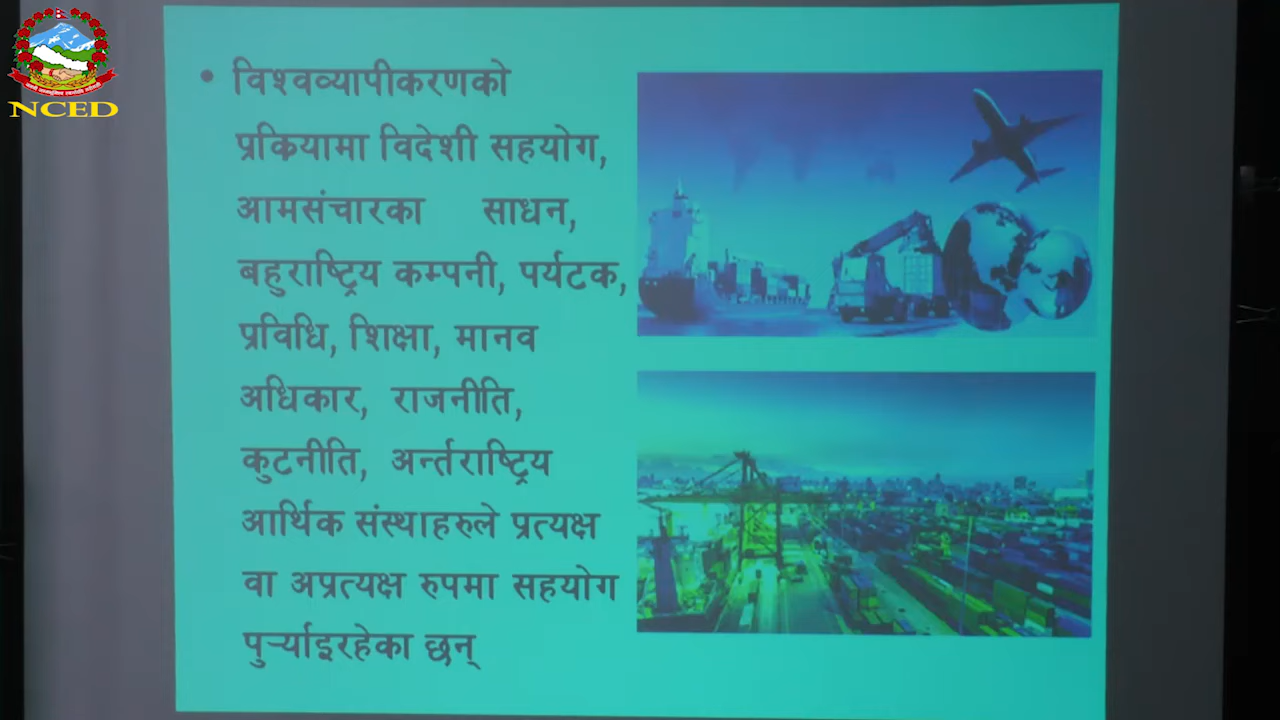 NCED
• विश्वव्यापीकरणको
प्रक्रियामा विदेशी सहयोग,
आमसंचारका साधन,
बहुराष्ट्रिय कम्पनी, पर्यटक,
प्रविधि, शिक्षा, मानव
अधिकार, राजनीति,
कुटनीति, अर्न्तराष्ट्रिय
आर्थिक संस्थाहरुले प्रत्यक्ष
वा अप्रत्यक्ष रुपमा सहयोग
पुर्‍याइरहेका छन्